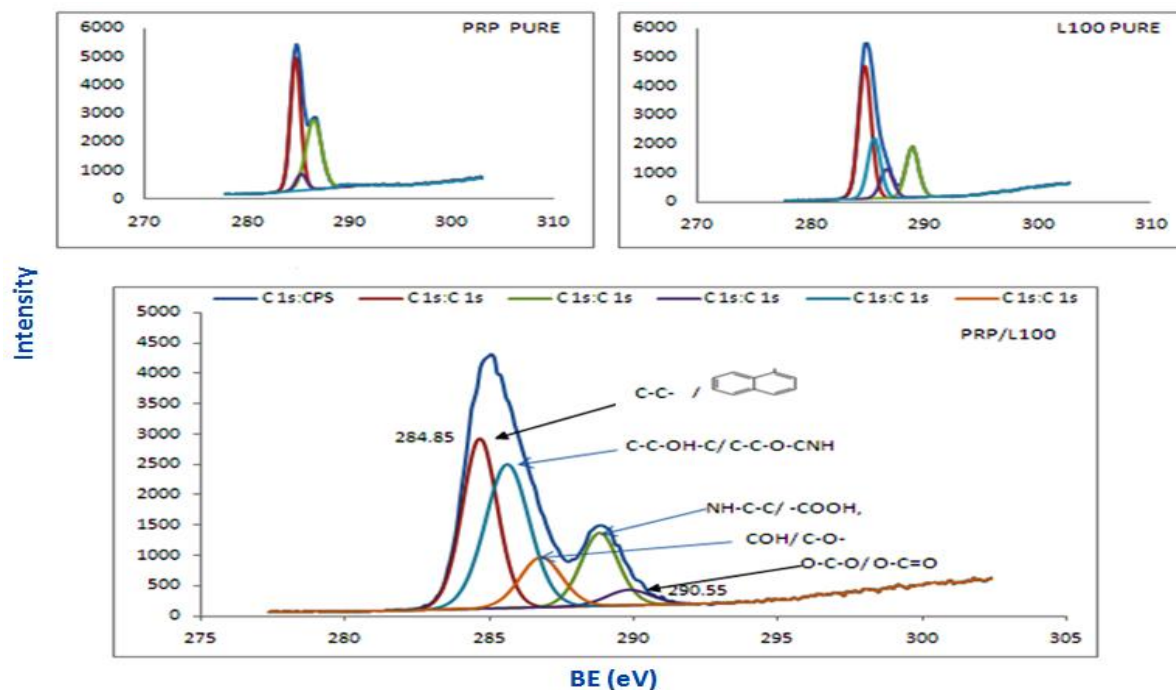 PRP PURE
6000
5000
4000
3000
2000
1000
0
270 280 290 300 310
L100 PURE
6000
5000
4000
3000
2000
1000
0
270 280 290 300 310
Intensity
C 1s:CPS C 1s:C 1s C 1s:C 1s C 1s:C 1s C 1s:C 1s C 1s:C 1s
PRP/L100
5000
4500
4000
3500
3000
2500
2000
1500
1000
500
0
C-C- /
284.85
C-C-OH-C/ C-C-O-CNH
NH-C-C/ -COOH,
COH/ C-O-
O-C-O/ O-C=O
290.55
275 280 285 290 295 300 305
BE (eV)